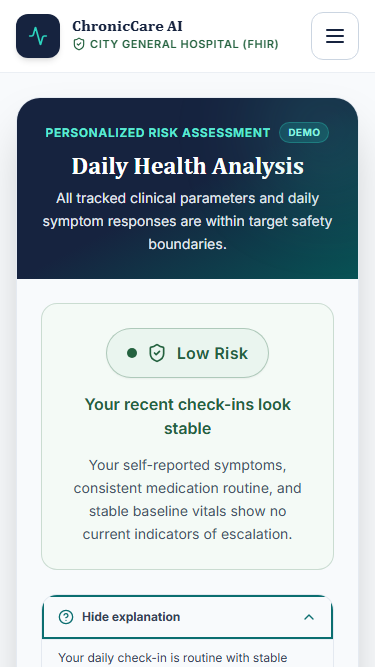 ChronicCare AI
CITY GENERAL HOSPITAL (FHIR)
PERSONALIZED RISK ASSESSMENT DEMO
Daily Health Analysis
All tracked clinical parameters and daily
symptom responses are within target safety
boundaries.
Low Risk
Your recent check-ins look
stable
Your self-reported symptoms,
consistent medication routine, and
stable baseline vitals show no
current indicators of escalation.
Hide explanation
Your daily check-in is routine with stable